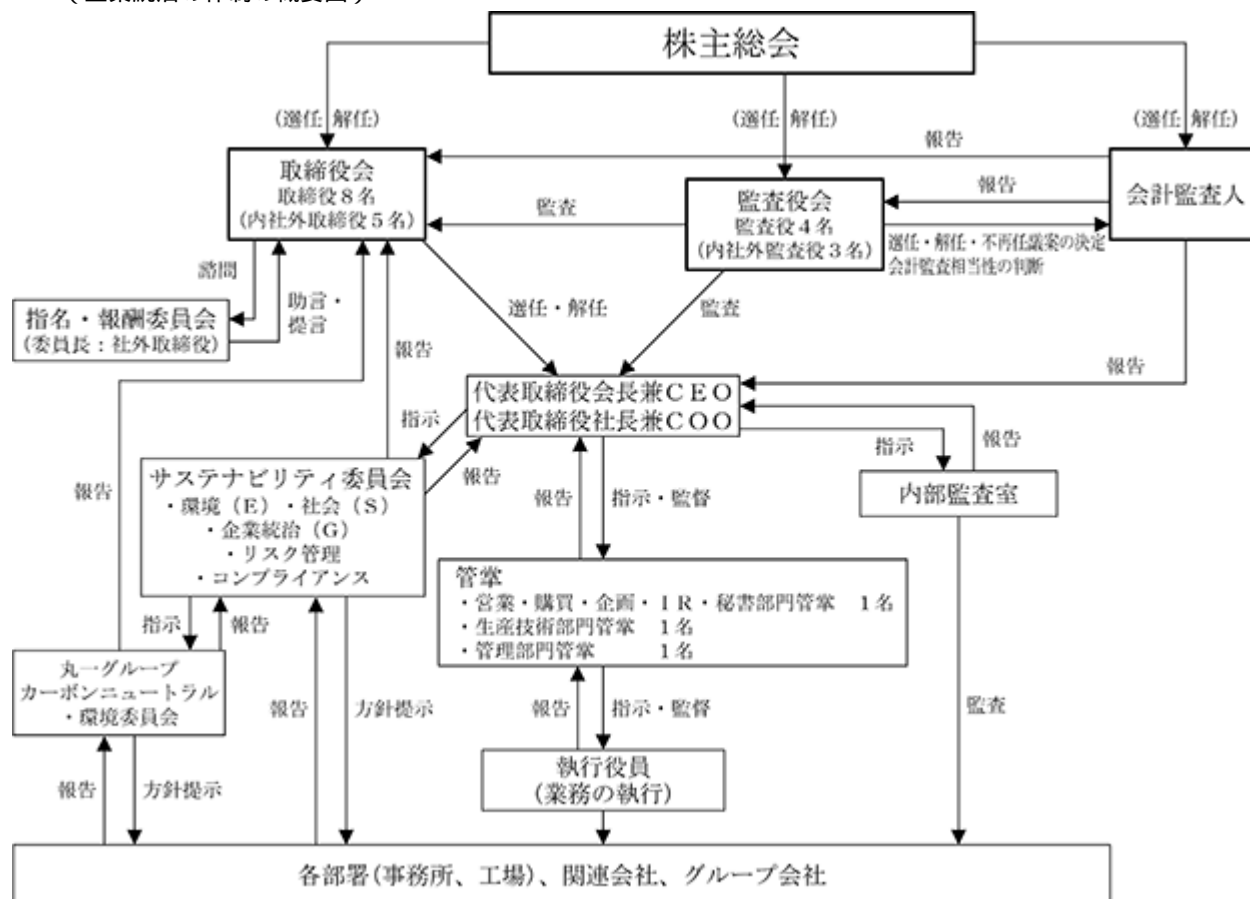 株主総会
(選任 解任)
(選任 解任)
(選任 解任)
取締役会
取締役8名
(内社外取締役5名)
報告
監査
監査役会
監査役4名
(内社外監査役3名)
報告
会計監査人
選任・解任・不再任議案の決定
会計監査相当性の判断
諮問
助言・
提言
指名・報酬委員会
(委員長:社外取締役)
報告
選任・解任
監査
報告
代表取締役会長兼CEO
代表取締役社長兼COO
指示
報告
指示
報告
内部監査室
サステナビリティ委員会
・環境(E)・社会(S)
・企業統治(G)
・リスク管理
・コンプライアンス
報告
報告
指示・監督
管掌
・営業・購買・企画・IR・秘書部門管掌 1名
・生産技術部門管掌 1名
・管理部門管掌 1名
指示
報告
丸一グループ
カーボンニュートラル
・環境委員会
報告
方針提示
報告
指示・監督
監査
執行役員
(業務の執行)
報告
方針提示
各部署(事務所、工場)、関連会社、グループ会社